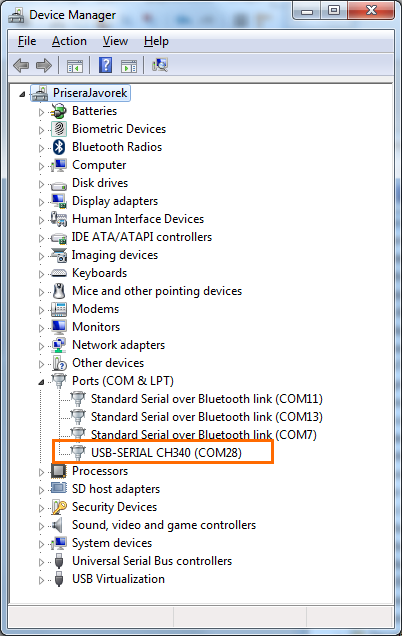 Device Manager
File Action View Help
PriseraJavorek
Batteries
Biometric Devices
Bluetooth Radios
Computer
Disk drives
Display adapters
Human Interface Devices
IDE ATA/ATAPI controllers
Imaging devices
Keyboards
Mice and other pointing devices
Modems
Monitors
Network adapters
Other devices
Ports (COM & LPT)
Standard Serial over Bluetooth link (COM11)
Standard Serial over Bluetooth link (COM13)
Standard Serial over Bluetooth link (COM7)
USB-SERIAL CH340 (COM28)
Processors
SD host adapters
Security Devices
Sound, video and game controllers
System devices
Universal Serial Bus controllers
USB Virtualization